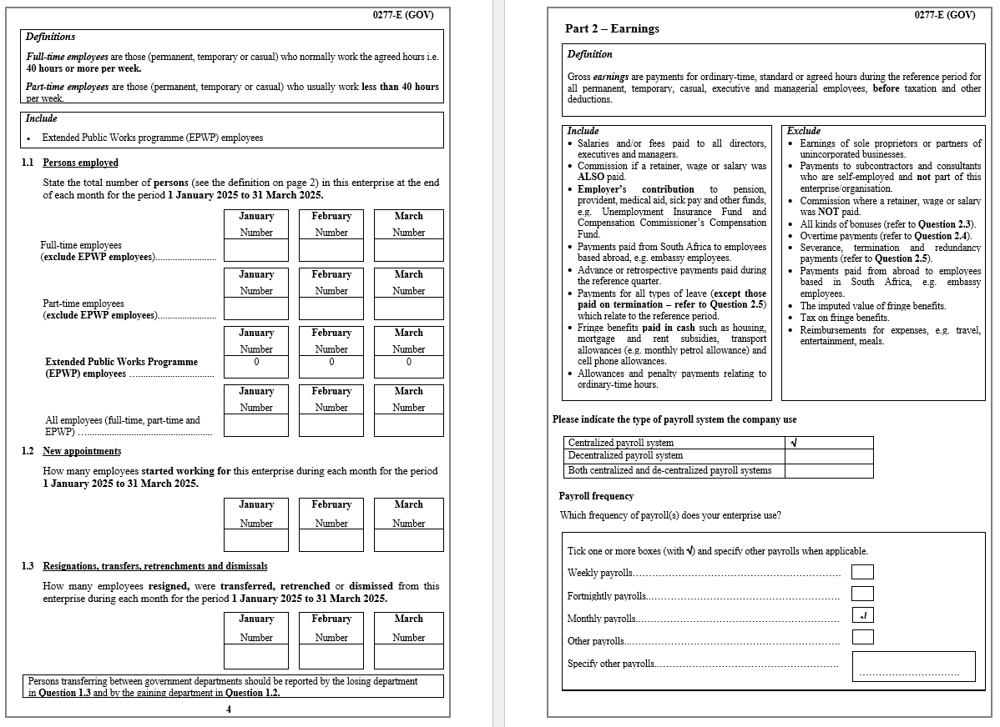 0277-E (GOV)
Definitions
Full-time employees are those (permanent, temporary or casual) who normally work the agreed hours i.e.
40 hours or more per week.
Part-time employees are those (permanent, temporary or casual) who usually work less than 40 hours
per week.
Include
• Extended Public Works programme (EPWP) employees
1.1 Persons employed
State the total number of persons (see the definition on page 2) in this enterprise at the end
of each month for the period 1 January 2025 to 31 March 2025.
January February March
Number Number Number
Full-time employees
(exclude EPWP employees)........................
January February March
Number Number Number
Part-time employees
(exclude EPWP employees).......................
January February March
Number Number Number
Extended Public Works Programme 0 0 0
(EPWP) employees ….............................
January February March
Number Number Number
All employees (full-time, part-time and
EPWP) ….................................................
1.2 New appointments
How many employees started working for this enterprise during each month for the period
1 January 2025 to 31 March 2025.
January February March
Number Number Number
1.3 Resignations, transfers, retrenchments and dismissals
How many employees resigned, were transferred, retrenched or dismissed from this
enterprise during each month for the period 1 January 2025 to 31 March 2025.
January February March
Number Number Number
Persons transferring between government departments should be reported by the losing department
in Question 1.3 and by the gaining department in Question 1.2.
4
0277-E (GOV)
Part 2 – Earnings
Definition
Gross earnings are payments for ordinary-time, standard or agreed hours during the reference period for
all permanent, temporary, casual, executive and managerial employees, before taxation and other
deductions.
Include
• Salaries and/or fees paid to all directors,
executives and managers.
• Commission if a retainer, wage or salary was
ALSO paid.
• Employer’s contribution to pension,
provident, medical aid, sick pay and other funds,
e.g. Unemployment Insurance Fund and
Compensation Commissioner’s Compensation
Fund.
• Payments paid from South Africa to employees
based abroad, e.g. embassy employees.
• Advance or retrospective payments paid during
the reference quarter.
• Payments for all types of leave (except those
paid on termination – refer to Question 2.5)
which relate to the reference period.
• Fringe benefits paid in cash such as housing,
mortgage and rent subsidies, transport
allowances (e.g. monthly petrol allowance) and
cell phone allowances.
• Allowances and penalty payments relating to
ordinary-time hours.
Exclude
• Earnings of sole proprietors or partners of
unincorporated businesses.
• Payments to subcontractors and consultants
who are self-employed and not part of this
enterprise/organisation.
• Commission where a retainer, wage or salary
was NOT paid.
• All kinds of bonuses (refer to Question 2.3).
• Overtime payments (refer to Question 2.4).
• Severance, termination and redundancy
payments (refer to Question 2.5).
• Payments paid from abroad to employees
based in South Africa, e.g. embassy
employees.
• The imputed value of fringe benefits.
• Tax on fringe benefits.
• Reimbursements for expenses, e.g. travel,
entertainment, meals.
Please indicate the type of payroll system the company use
Centralized payroll system √
Decentralized payroll system
Both centralized and de-centralized payroll systems
Payroll frequency
Which frequency of payroll(s) does your enterprise use?
Tick one or more boxes (with √) and specify other payrolls when applicable.
Weekly payrolls………………………………………………………
Fortnightly payrolls……………………………………………………
Monthly payrolls……………………………………………………… √
Other payrolls…………………………………………………………
Specify other payrolls…………………………………………………
…………………………